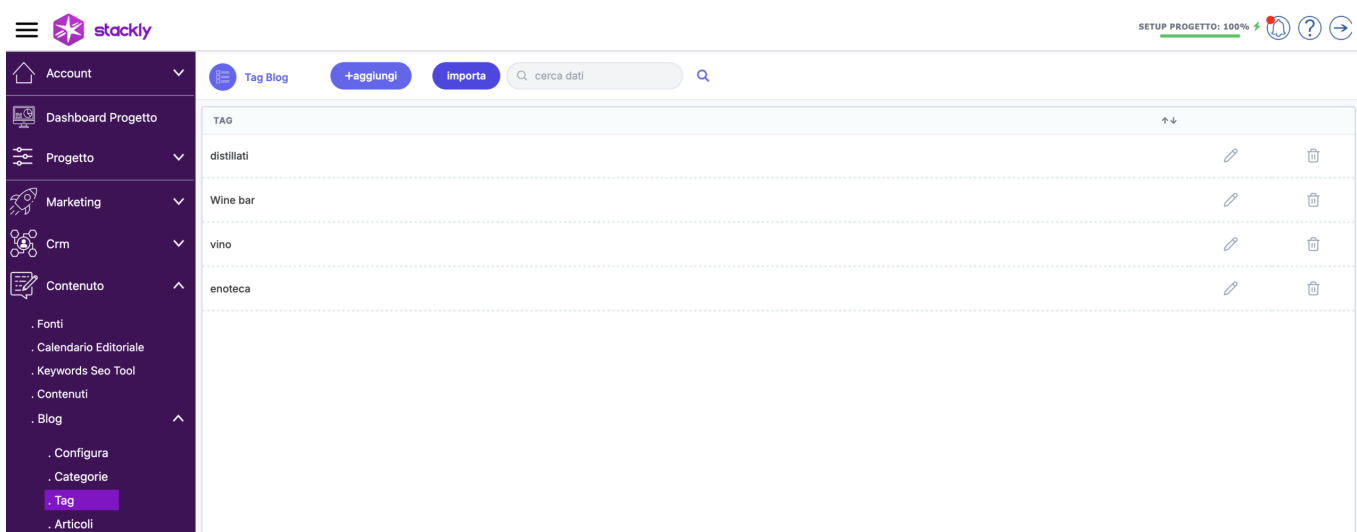 stackly
SETUP PROGETTO: 100%
Account
Dashboard Progetto
Progetto
Marketing
Crm
Contenuto
. Fonti
. Calendario Editoriale
. Keywords Seo Tool
. Contenuti
. Blog
. Configura
. Categorie
. Tag
. Articoli
Tag Blog
+aggiungi
importa
cerca dati
TAG
distillati
Wine bar
vino
enoteca